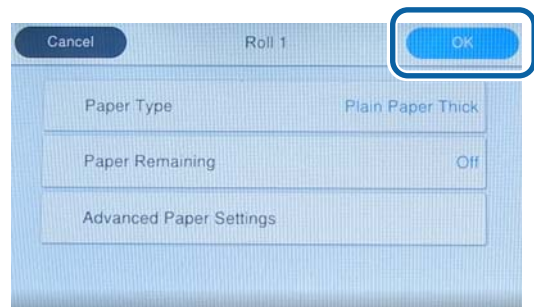 Cancel Roll 1 OK
Paper Type Plain Paper Thick
Paper Remaining Off
Advanced Paper Settings